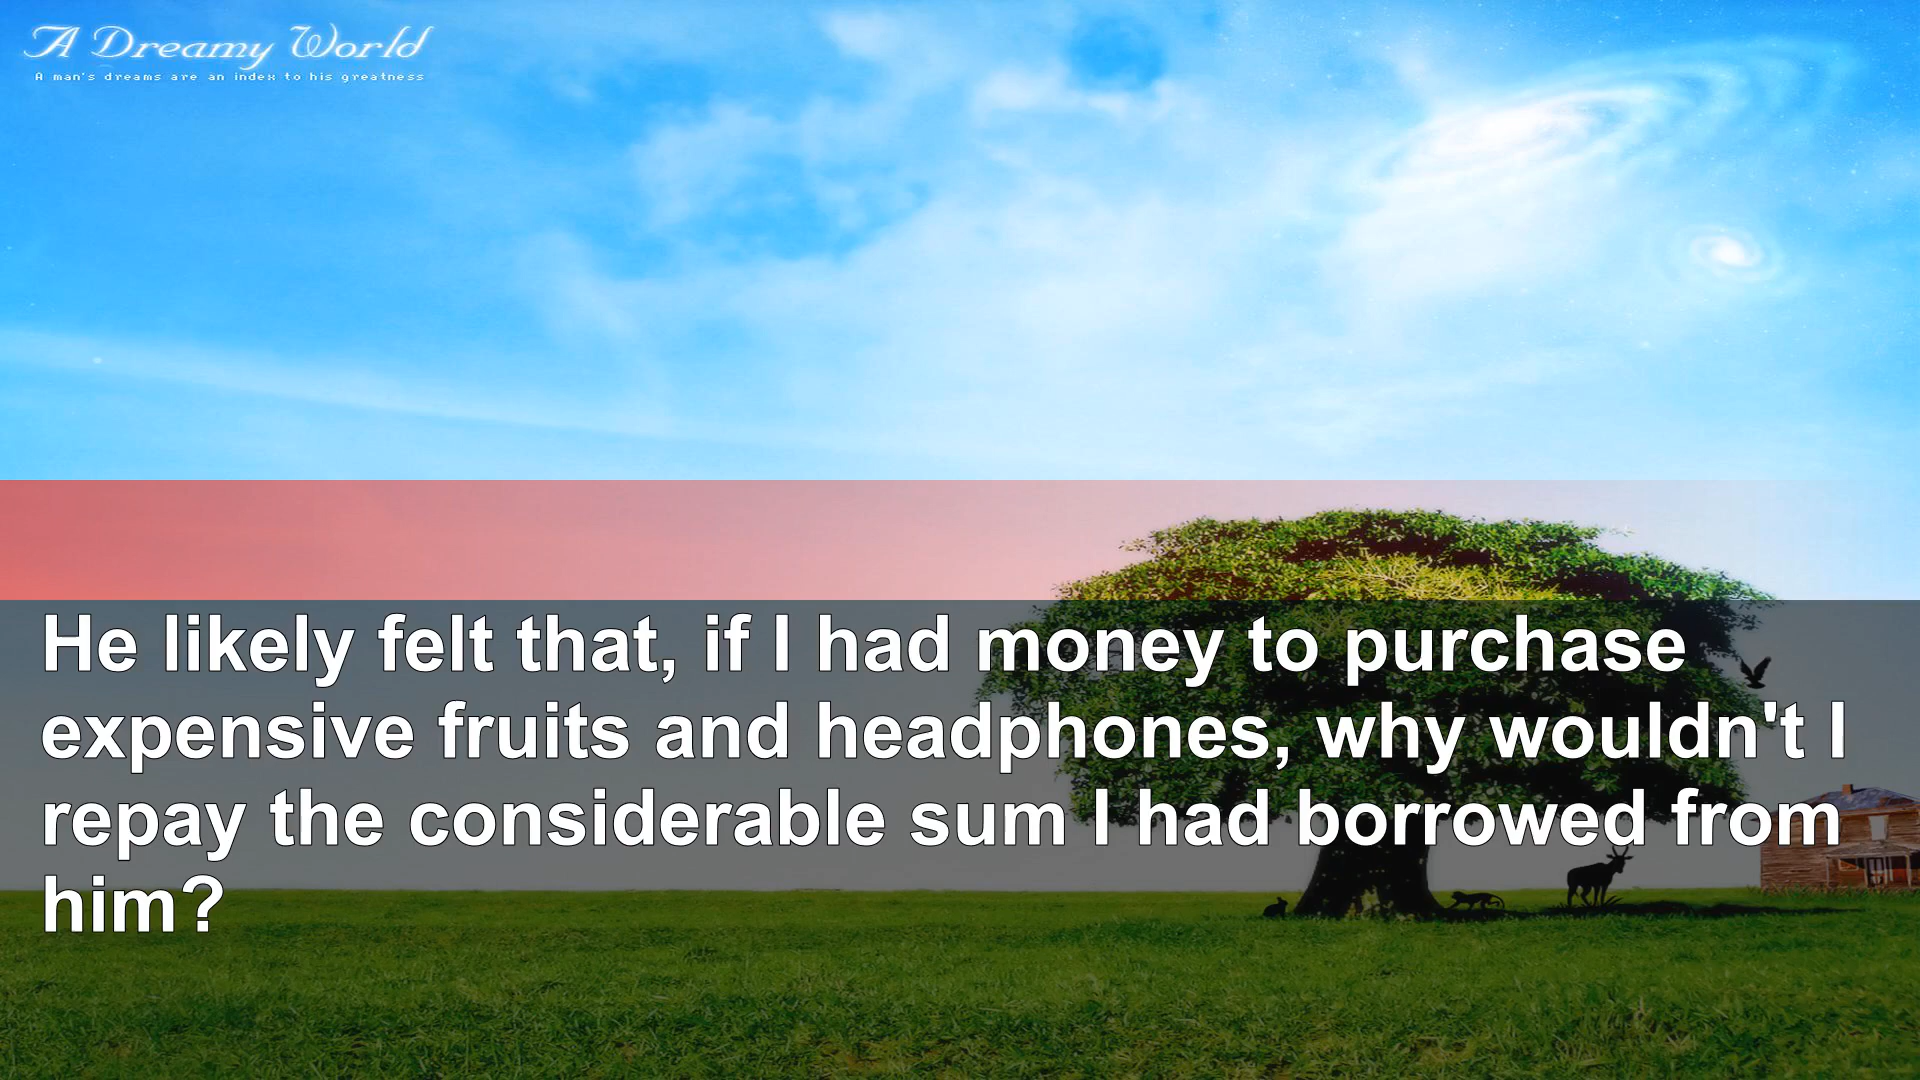 A Dreamy World
A man's dreams are an index to his greatness
He likely felt that, if I had money to purchase
expensive fruits and headphones, why wouldn't I
repay the considerable sum I had borrowed from
him?